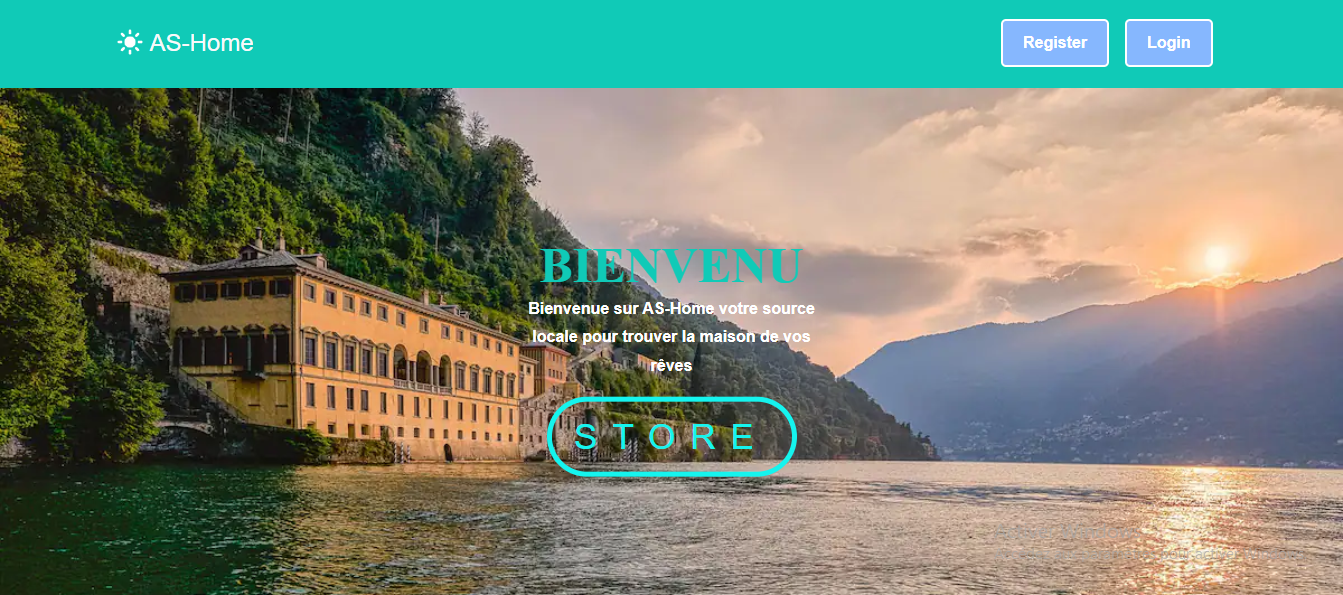 AS-Home
Register
Login
BIENVENU
Bienvenue sur AS-Home votre source
locale pour trouver la maison de vos
rêves
STORE